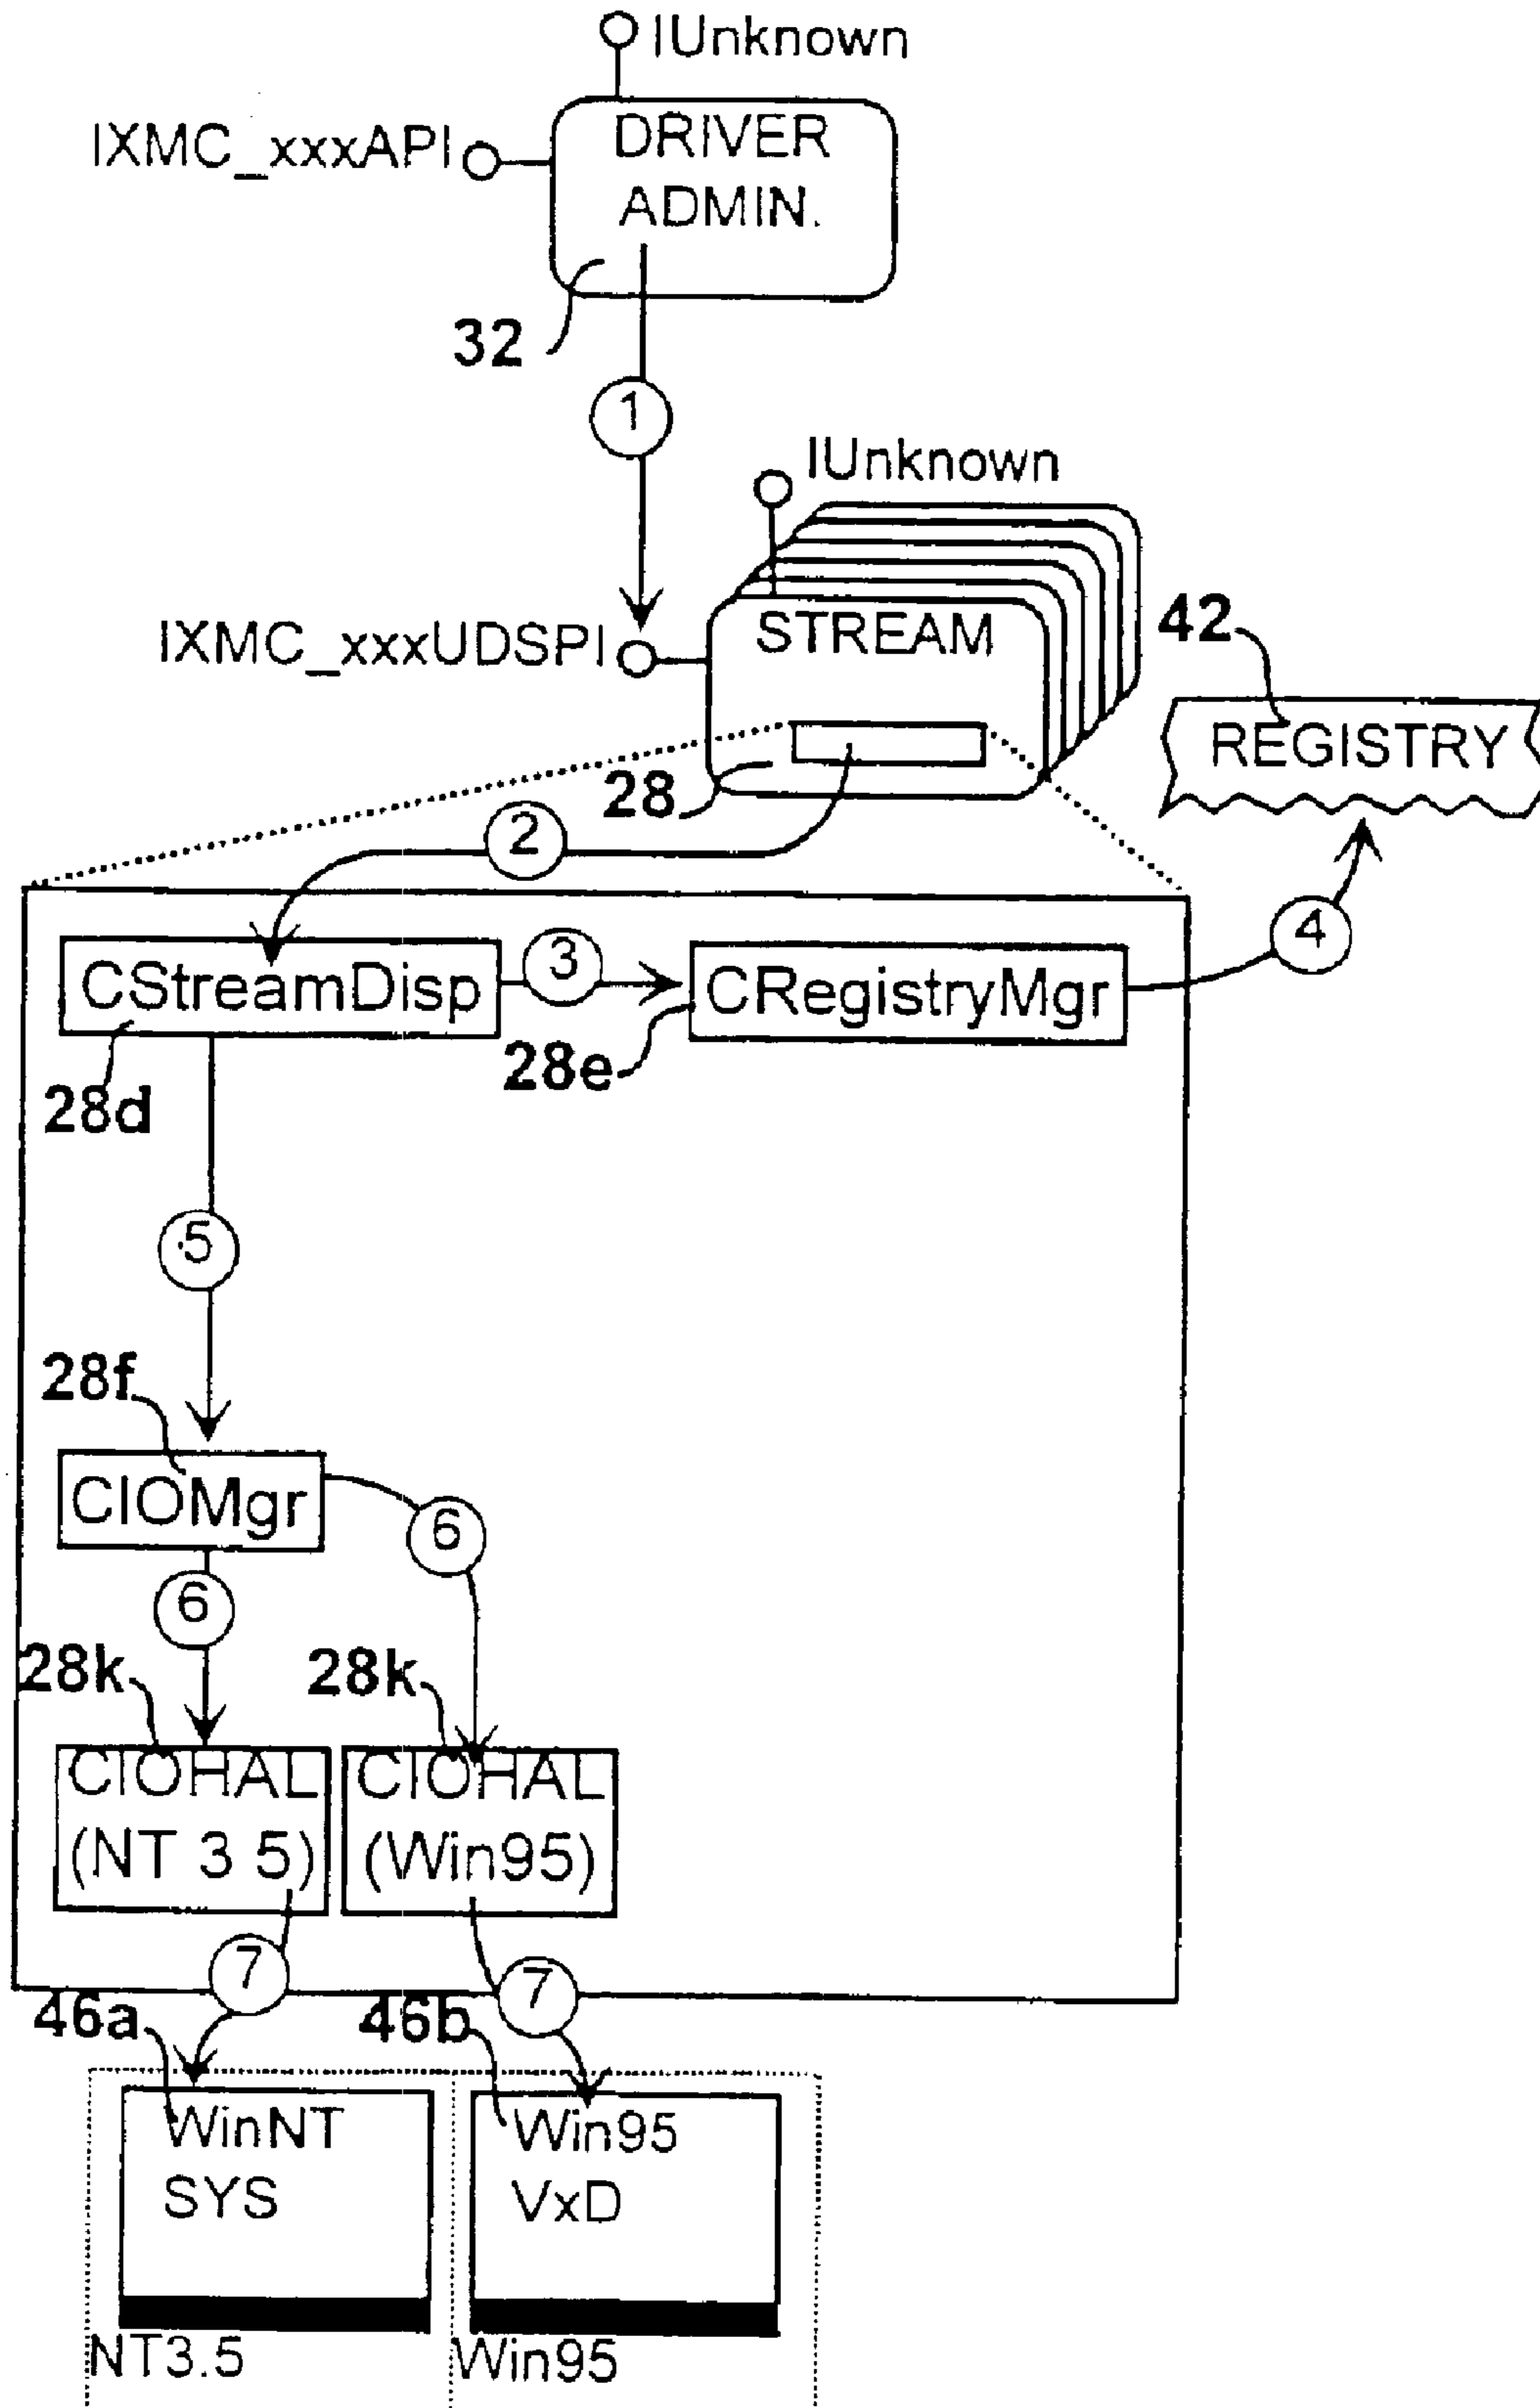 IUnknown
IXMC_xxxAPI
DRIVER
ADMIN.
32
1
IUnknown
IXMC_xxxUDSPI
STREAM
42
REGISTRY
28
2
CStreamDisp
3
CRegistryMgr
4
28d
28e
5
28f
CIOMgr
6
6
28k
28k
CIOHAL
(NT 3 5)
CIOHAL
(Win95)
7
7
46a
46b
WinNT
SYS
Win95
VxD
NT3.5
Win95